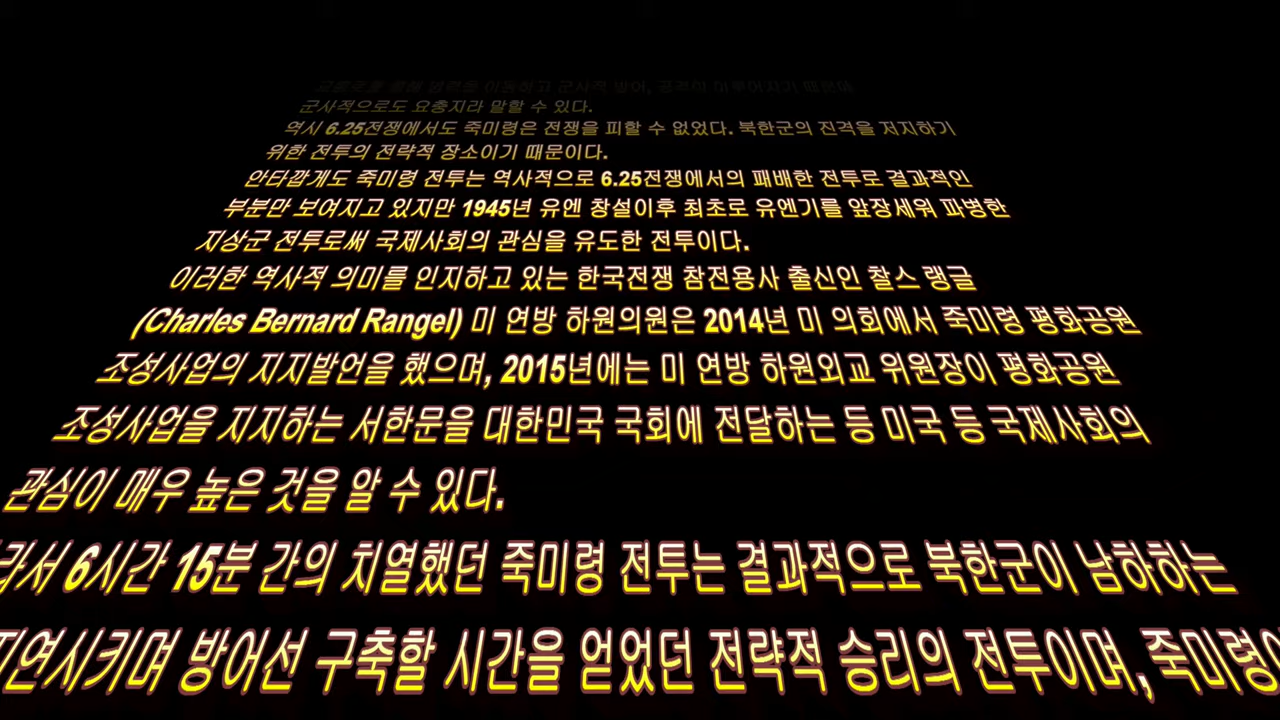 군사적으로도 요충지라 말할 수 있다.
역시 6.25전쟁에서도 죽미령은 전쟁을 피할 수 없었다. 북한군의 진격을 저지하기
위한 전투의 전략적 장소이기 때문이다.
안타깝게도 죽미령 전투는 역사적으로 6.25전쟁에서의 패배한 전투로 결과적인
부분만 보여지고 있지만 1945년 유엔 창설이후 최초로 유엔기를 앞장세워 파병한
지상군 전투로써 국제사회의 관심을 유도한 전투이다.
이러한 역사적 의미를 인지하고 있는 한국전쟁 참전용사 출신인 찰스 랭글
(Charles Bernard Rangel) 미 연방 하원의원은 2014년 미 의회에서 죽미령 평화공원
조성사업의 지지발언을 했으며, 2015년에는 미 연방 하원외교 위원장이 평화공원
조성사업을 지지하는 서한문을 대한민국 국회에 전달하는 등 미국 등 국제사회의
관심이 매우 높은 것을 알 수 있다.
6시간 15분 간의 치열했던 죽미령 전투는 결과적으로 북한군이 남하하는
방어선 구축할 시간을 얻었던 전략적 승리의 전투이며, 죽미령